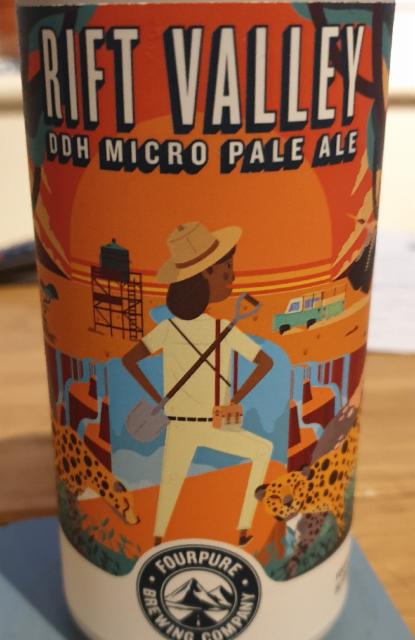 RIFT VALLEY
DDH MICRO PALE ALE
FOURPURE
BREWING COMPANY